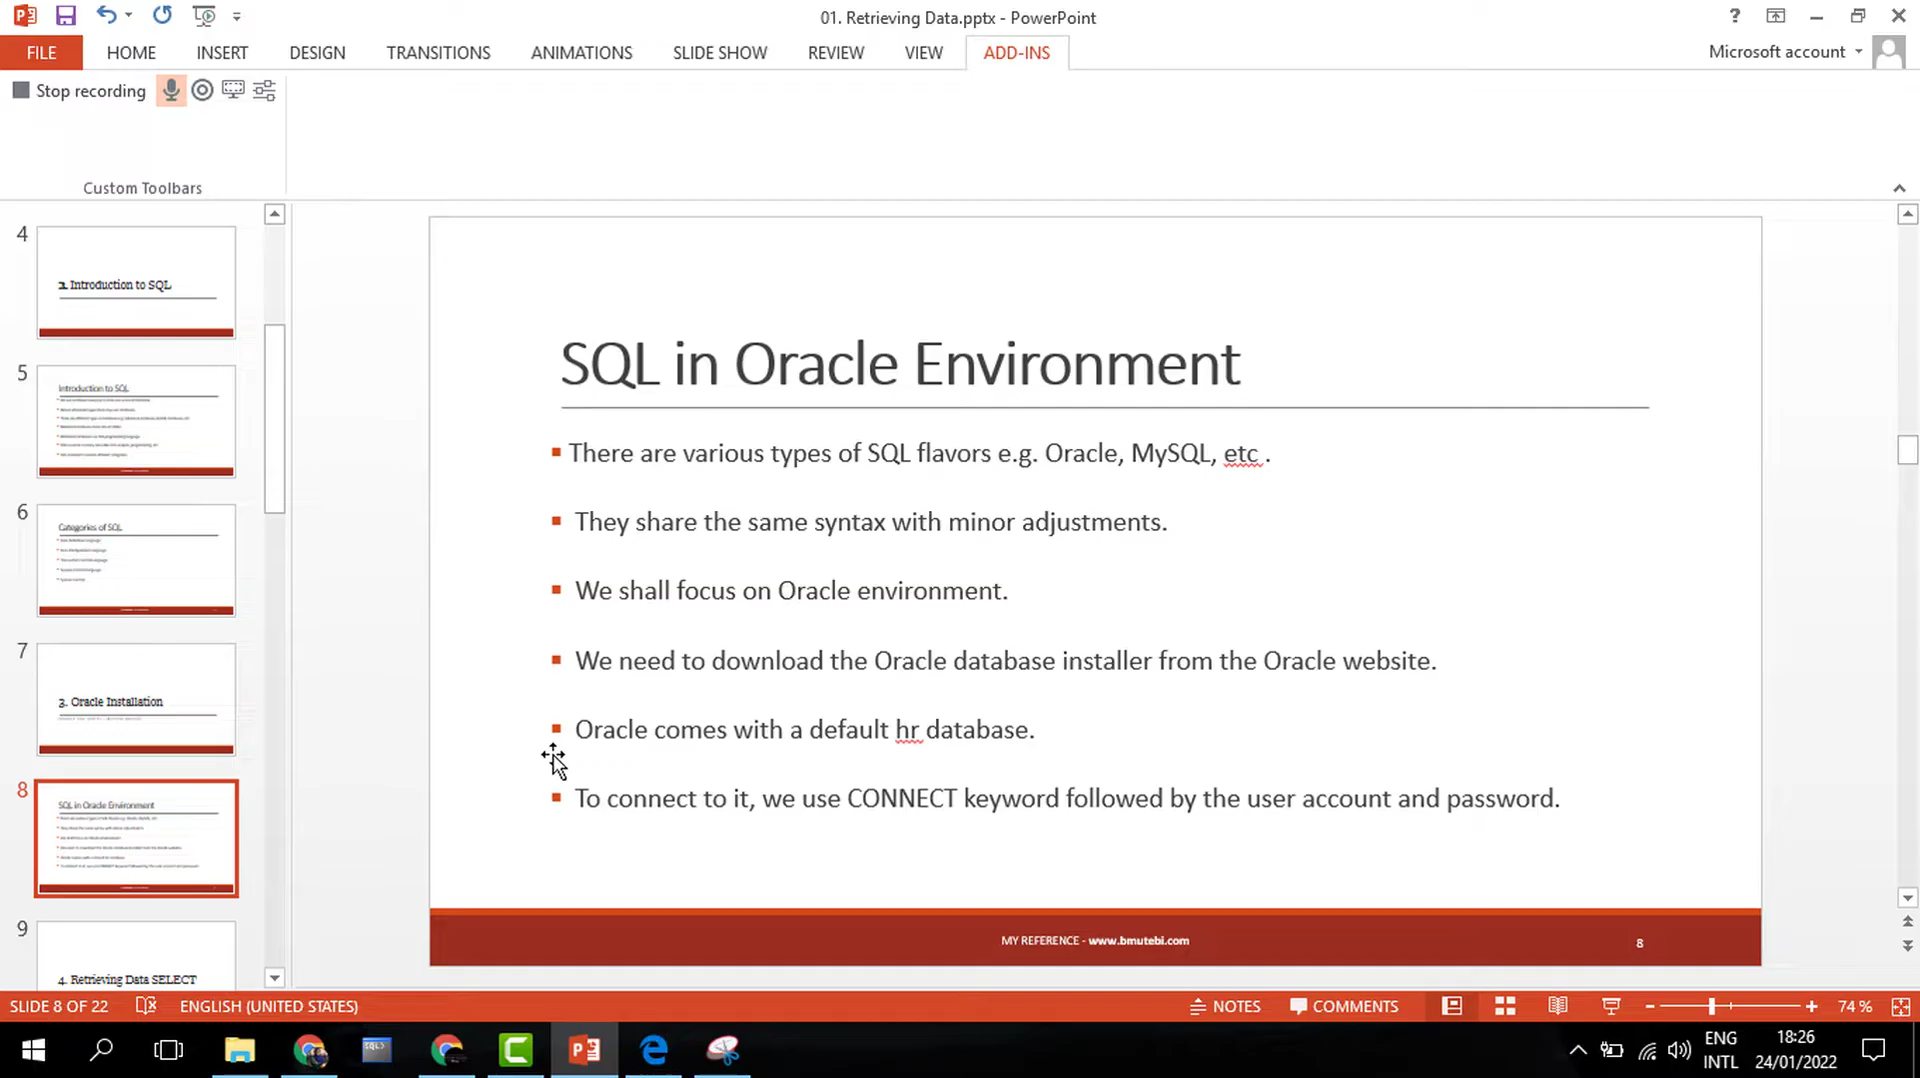 01. Retrieving Data.pptx - PowerPoint
?
FILE HOME INSERT DESIGN TRANSITIONS ANIMATIONS SLIDE SHOW REVIEW VIEW ADD-INS
Microsoft account
Stop recording
Custom Toolbars
4
2. Introduction to SQL
5
Introduction to SQL
6
Categories of SQL
7
3. Oracle Installation
8
SQL in Oracle Environment
9
4. Retrieving Data SELECT
SQL in Oracle Environment
There are various types of SQL flavors e.g. Oracle, MySQL, etc .
They share the same syntax with minor adjustments.
We shall focus on Oracle environment.
We need to download the Oracle database installer from the Oracle website.
Oracle comes with a default hr database.
To connect to it, we use CONNECT keyword followed by the user account and password.
MY REFERENCE - www.bmutebi.com
8
SLIDE 8 OF 22 ENGLISH (UNITED STATES) NOTES COMMENTS 74 %
ENG
INTL
18:26
24/01/2022